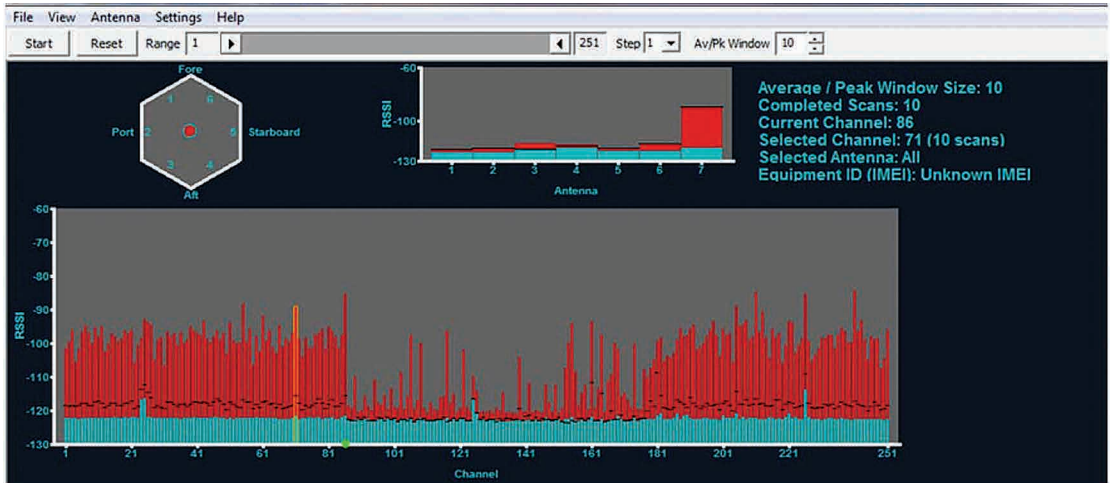 File View Antenna Settings Help
Start Reset Range 1 251 Step 1 Av/Pk Window 10
Fore
1 6
Port 2 5 Starboard
3 4
Aft
-60
-100
-130
RSSI
1 2 3 4 5 6 7
Antenna
Average / Peak Window Size: 10
Completed Scans: 10
Current Channel: 86
Selected Channel: 71 (10 scans)
Selected Antenna: All
Equipment ID (IMEI): Unknown IMEI
-60
-70
-80
-90
-100
-110
-120
-130
RSSI
1 21 41 61 81 101 121 141 161 181 201 221 251
Channel